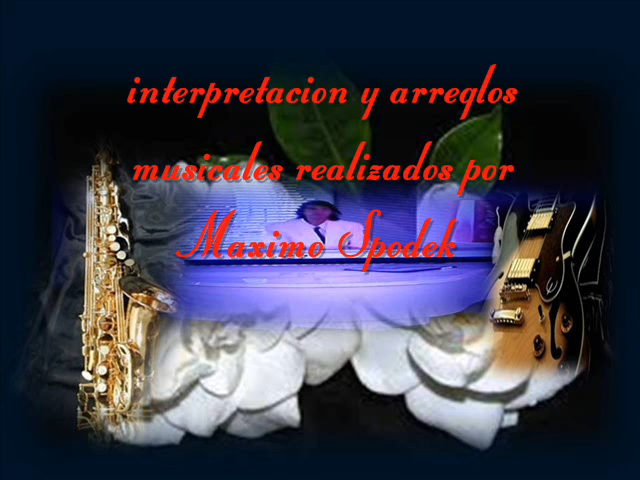 interpretacion y arreglos
musicales realizados por
Maximo Spodek